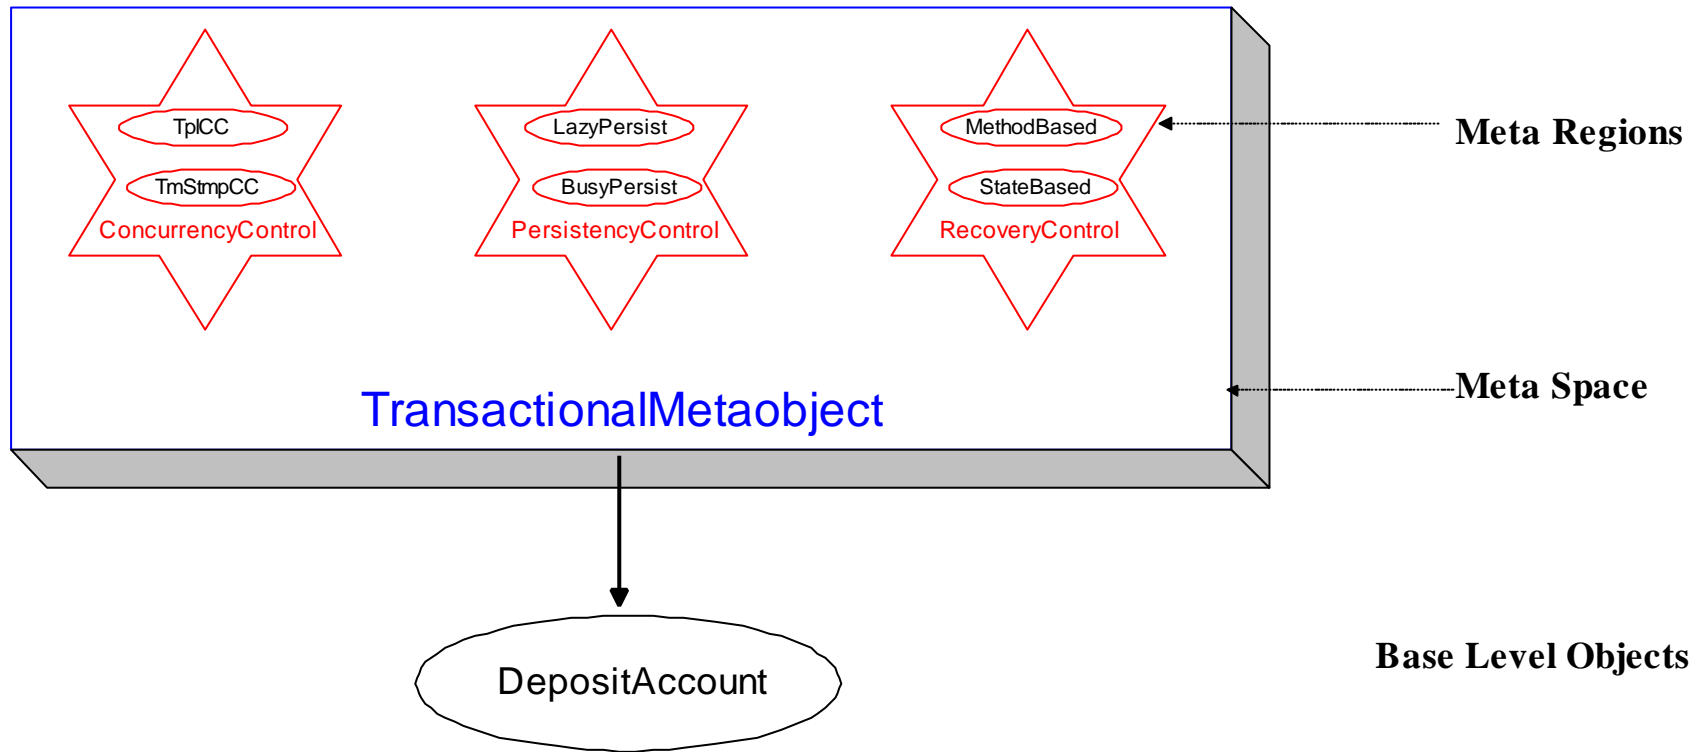 TplCC
LazyPersist
MethodBased
Meta Regions
TmStmpCC
BusyPersist
StateBased
ConcurrencyControl
PersistencyControl
RecoveryControl
Meta Space
TransactionalMetaobject
Base Level Objects
DepositAccount